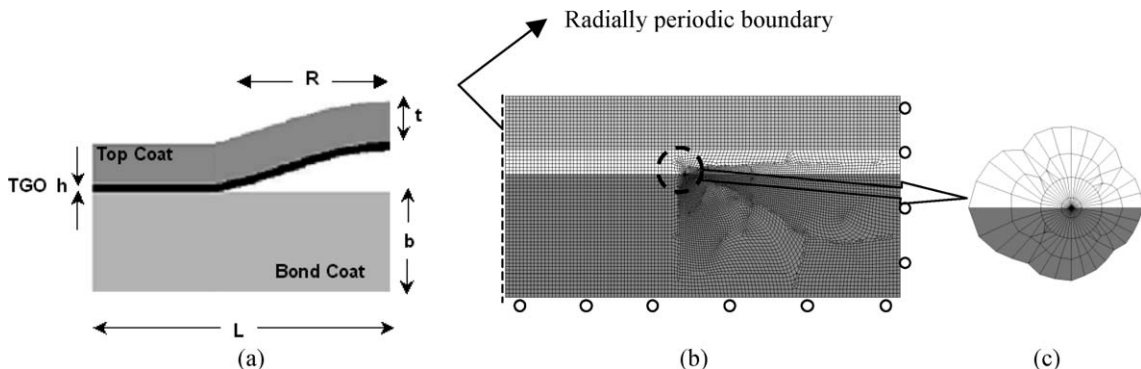 Radially periodic boundary
R
t
Top Coat
TGO h
b
Bond Coat
L
(a)
(b)
(c)